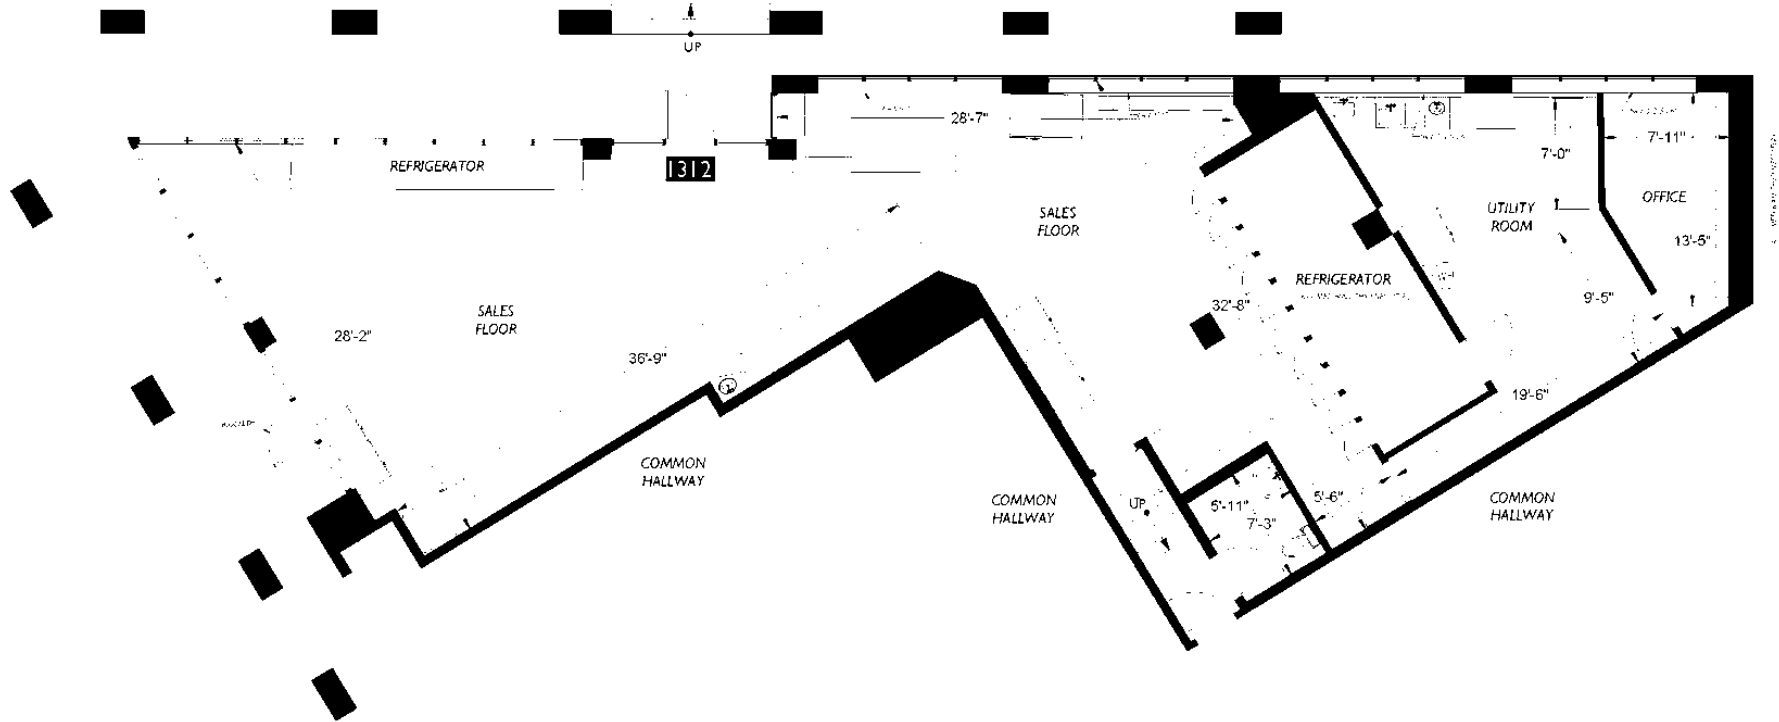 UP
28'-7"
7'-11"
REFRIGERATOR
1312
7'-0"
OFFICE
SALES
FLOOR
UTILITY
ROOM
13'-5"
REFRIGERATOR
9'-5"
32'-8"
SALES
FLOOR
28'-2"
36'-9"
19'-6"
COMMON
HALLWAY
COMMON
HALLWAY
UP
5'-11"
7'-3"
5'-6"
COMMON
HALLWAY